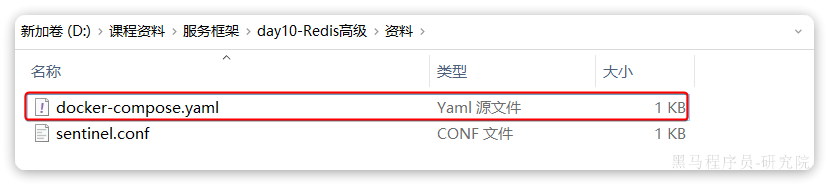 新加卷 (D:) › 课程资料 › 服务框架 › day10-Redis高级 › 资料 ›
名称 类型 大小
docker-compose.yaml Yaml 源文件 1 KB
sentinel.conf CONF 文件 1 KB
黑马程序员-研究院